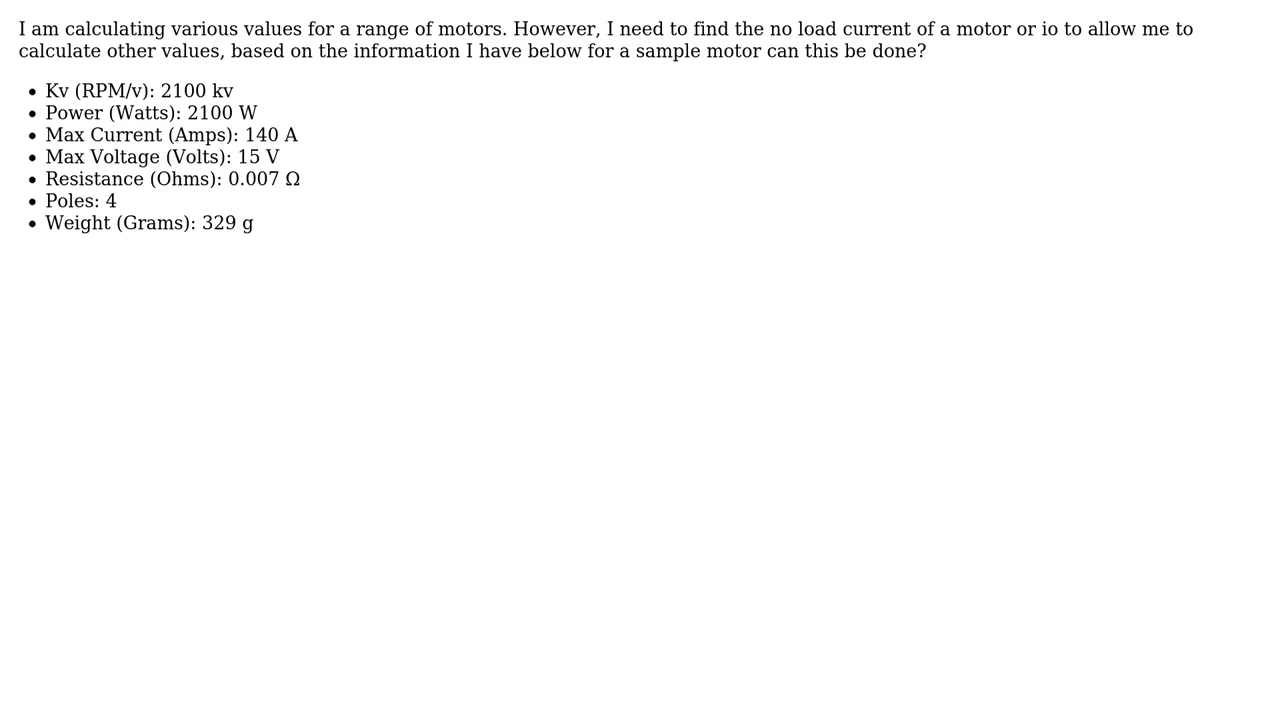 I am calculating various values for a range of motors. However, I need to find the no load current of a motor or io to allow me to
calculate other values, based on the information I have below for a sample motor can this be done?
• Kv (RPM/v): 2100 kv
• Power (Watts): 2100 W
• Max Current (Amps): 140 A
• Max Voltage (Volts): 15 V
• Resistance (Ohms): 0.007 Ω
• Poles: 4
• Weight (Grams): 329 g